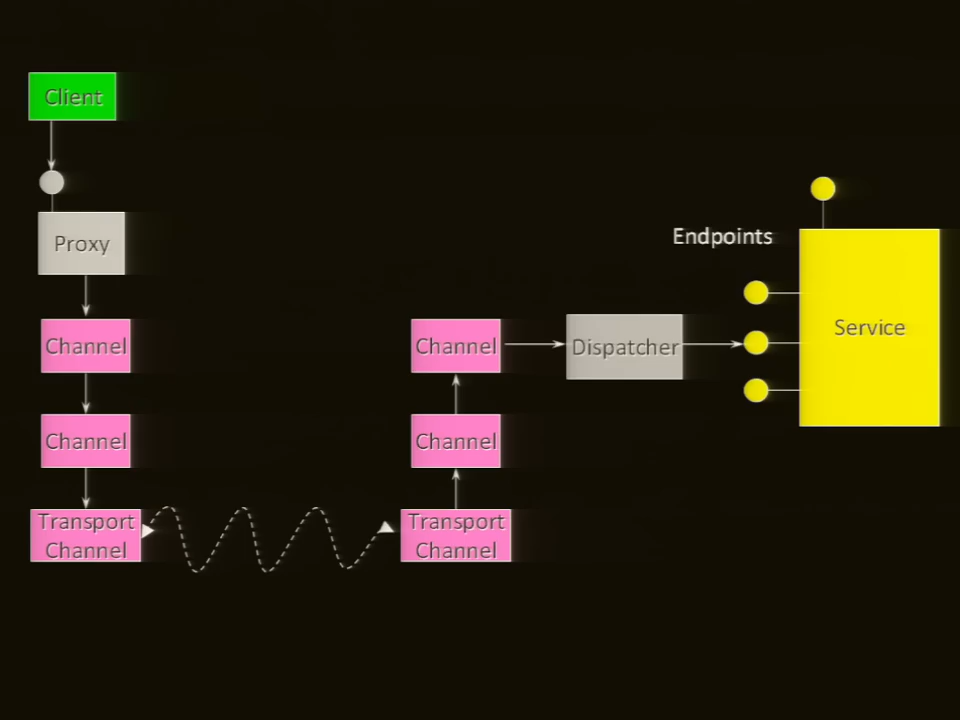 Client
Proxy
Endpoints
Service
Channel
Channel
Dispatcher
Channel
Channel
Transport
Channel
Transport
Channel